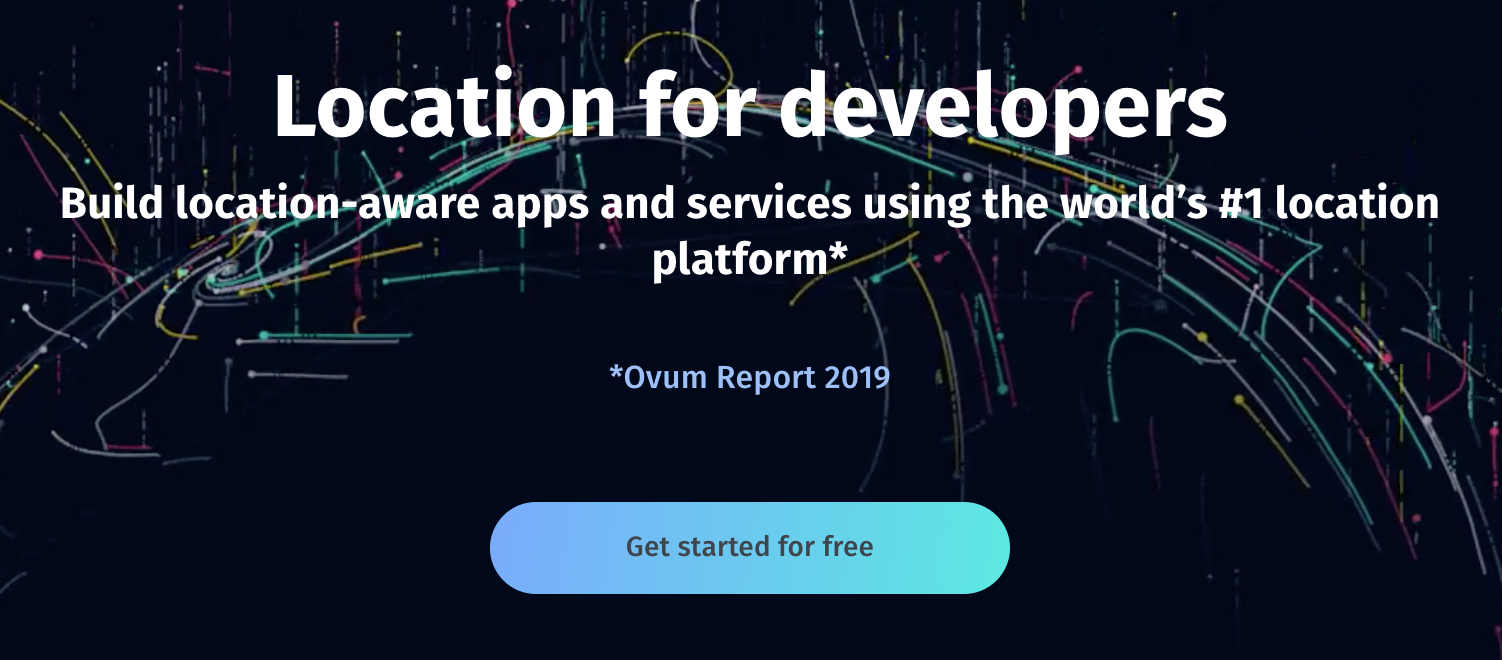 Location for developers
Build location-aware apps and services using the world’s #1 location
platform*
*Ovum Report 2019
Get started for free